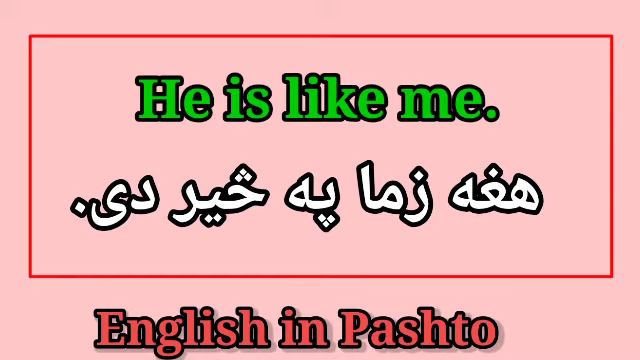 He is like me.
هغه زما په څیر دی.
English in Pashto